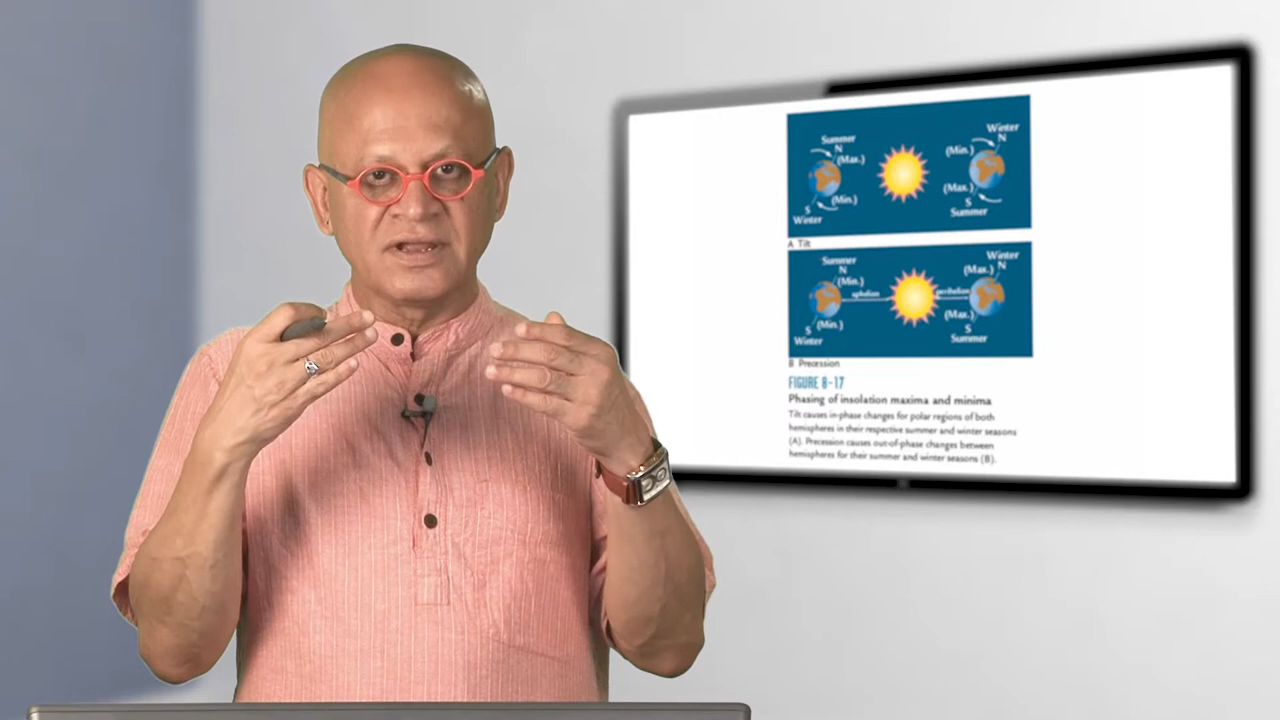 Summer
N
(Max.)
(Min.)
S
Winter
Winter
N
(Min.)
(Max.)
S
Summer
A Tilt
Summer
N
(Min.)
aphelion
(Min.)
S
Winter
Winter
(Max.) N
perihelion
(Max.)
S
Summer
B Precession
FIGURE 8-17
Phasing of insolation maxima and minima
Tilt causes in-phase changes for polar regions of both
hemispheres in their respective summer and winter seasons
(A). Precession causes out-of-phase changes between
hemispheres for their summer and winter seasons (B).